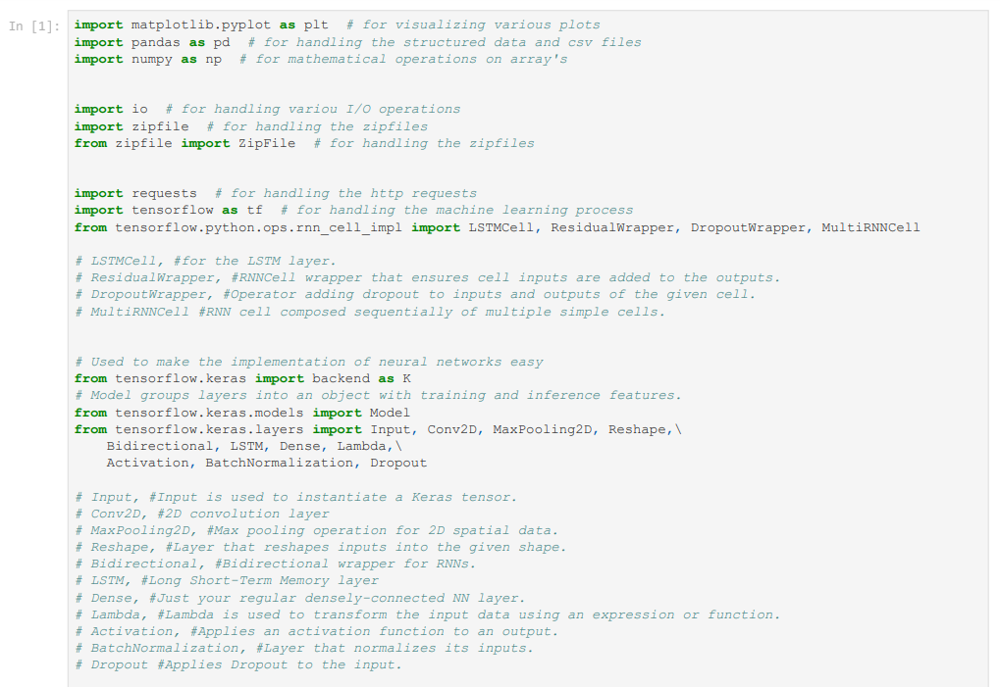 In [1]:
import matplotlib.pyplot as plt  # for visualizing various plots
import pandas as pd  # for handling the structured data and csv files
import numpy as np  # for mathematical operations on array's
import io  # for handling variou I/O operations
import zipfile  # for handling the zipfiles
from zipfile import ZipFile  # for handling the zipfiles
import requests  # for handling the http requests
import tensorflow as tf  # for handling the machine learning process
from tensorflow.python.ops.rnn_cell_impl import LSTMCell, ResidualWrapper, DropoutWrapper, MultiRNNCell
# LSTMCell, #for the LSTM layer.
# ResidualWrapper, #RNNCell wrapper that ensures cell inputs are added to the outputs.
# DropoutWrapper, #Operator adding dropout to inputs and outputs of the given cell.
# MultiRNNCell #RNN cell composed sequentially of multiple simple cells.
# Used to make the implementation of neural networks easy
from tensorflow.keras import backend as K
# Model groups layers into an object with training and inference features.
from tensorflow.keras.models import Model
from tensorflow.keras.layers import Input, Conv2D, MaxPooling2D, Reshape,\
    Bidirectional, LSTM, Dense, Lambda,\
    Activation, BatchNormalization, Dropout
# Input, #Input is used to instantiate a Keras tensor.
# Conv2D, #2D convolution layer
# MaxPooling2D, #Max pooling operation for 2D spatial data.
# Reshape, #Layer that reshapes inputs into the given shape.
# Bidirectional, #Bidirectional wrapper for RNNs.
# LSTM, #Long Short-Term Memory layer
# Dense, #Just your regular densely-connected NN layer.
# Lambda, #Lambda is used to transform the input data using an expression or function.
# Activation, #Applies an activation function to an output.
# BatchNormalization, #Layer that normalizes its inputs.
# Dropout #Applies Dropout to the input.